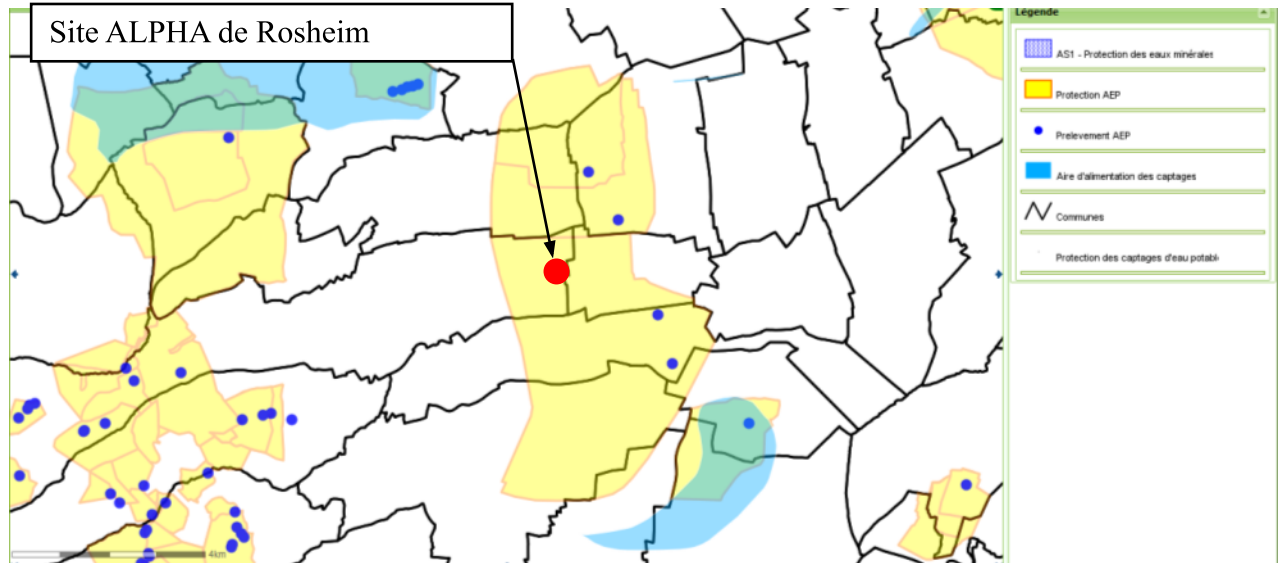 Site ALPHA de Rosheim
Légende
AS1 - Protection des eaux minérales
Protection AEP
Prelevement AEP
Aire d'alimentation des captages
Communes
Protection des captages d'eau potabl
4km